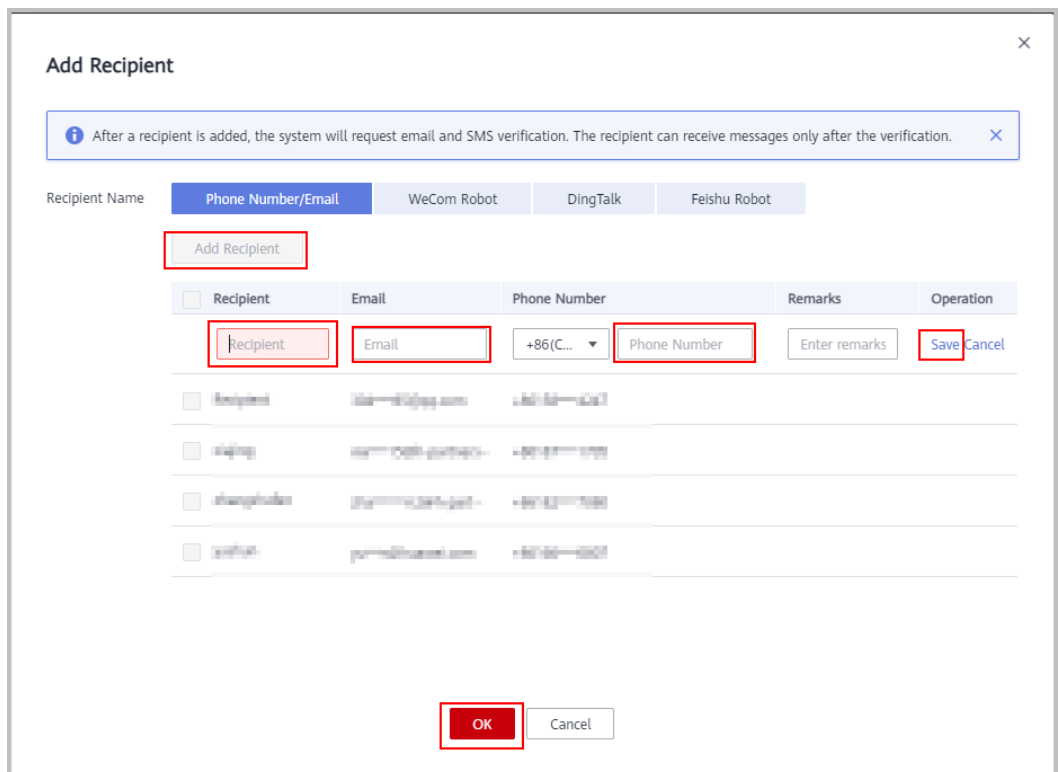 Add Recipient
After a recipient is added, the system will request email and SMS verification. The recipient can receive messages only after the verification.
Recipient Name Phone Number/Email WeCom Robot DingTalk Feishu Robot
Add Recipient
Recipient Email Phone Number Remarks Operation
Recipient Email +86(C... Phone Number Enter remarks Save Cancel
OK Cancel